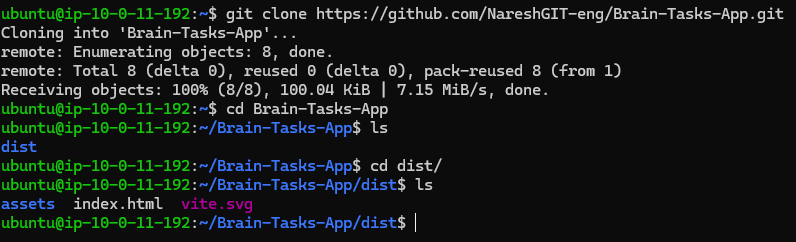 ubuntu@ip-10-0-11-192:~$ git clone https://github.com/NareshGIT-eng/Brain-Tasks-App.git
Cloning into 'Brain-Tasks-App'...
remote: Enumerating objects: 8, done.
remote: Total 8 (delta 0), reused 0 (delta 0), pack-reused 8 (from 1)
Receiving objects: 100% (8/8), 100.04 KiB | 7.15 MiB/s, done.
ubuntu@ip-10-0-11-192:~$ cd Brain-Tasks-App
ubuntu@ip-10-0-11-192:~/Brain-Tasks-App$ ls
dist
ubuntu@ip-10-0-11-192:~/Brain-Tasks-App$ cd dist/
ubuntu@ip-10-0-11-192:~/Brain-Tasks-App/dist$ ls
assets  index.html  vite.svg
ubuntu@ip-10-0-11-192:~/Brain-Tasks-App/dist$